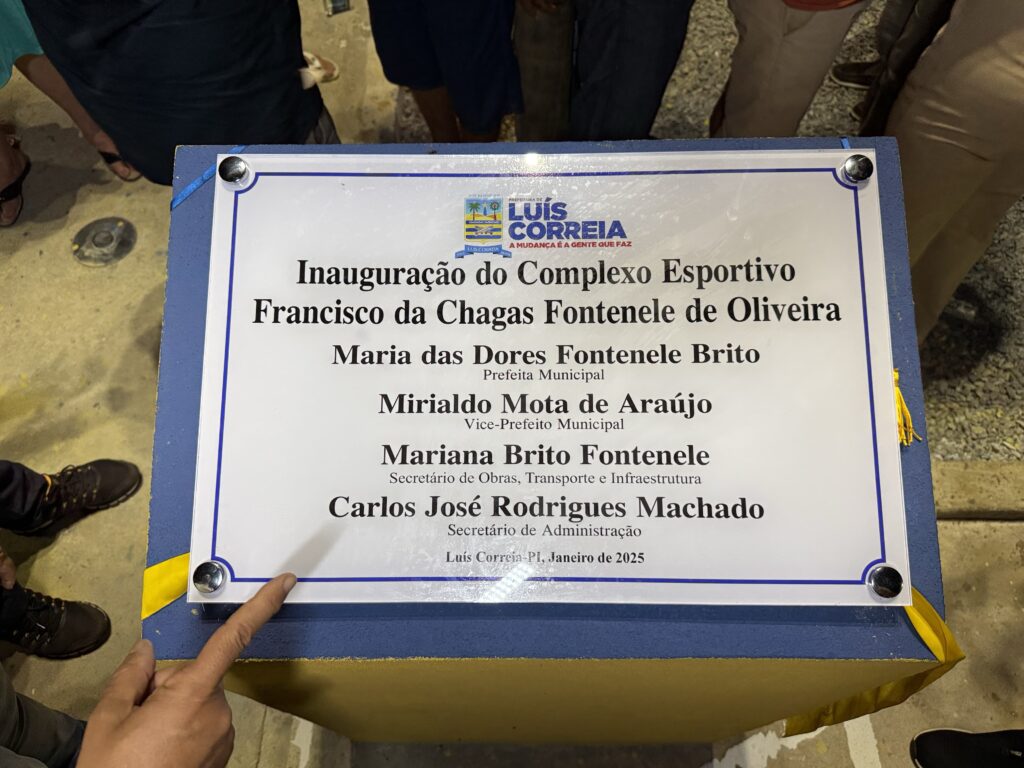 PREFEITURA DE
LUÍS
CORREIA
A MUDANÇA É A GENTE QUE FAZ
LUÍS CORREIA
Inauguração do Complexo Esportivo
Francisco da Chagas Fontenele de Oliveira
Maria das Dores Fontenele Brito
Prefeita Municipal
Mirialdo Mota de Araújo
Vice-Prefeito Municipal
Mariana Brito Fontenele
Secretário de Obras, Transporte e Infraestrutura
Carlos José Rodrigues Machado
Secretário de Administração
Luís Correia-PI, Janeiro de 2025